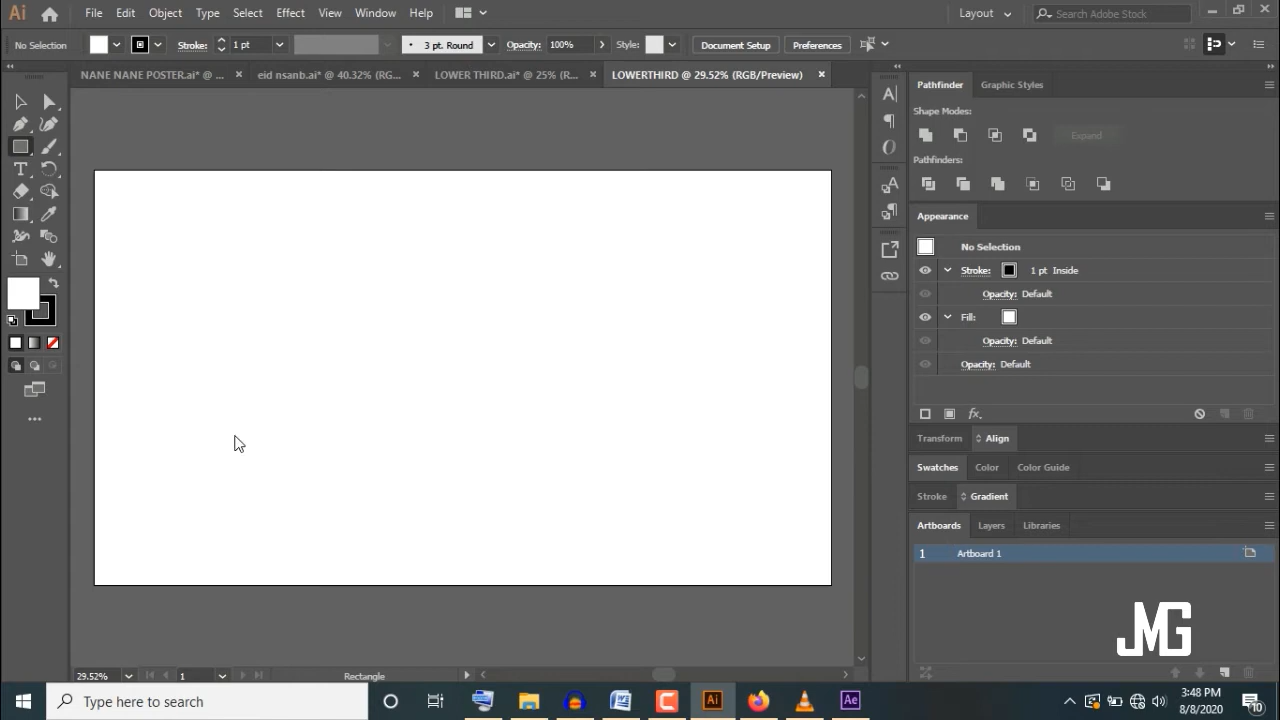 Ai File Edit Object Type Select Effect View Window Help Layout Search Adobe Stock
No Selection Stroke: 1 pt 3 pt. Round Opacity: 100% Style: Document Setup Preferences
NANE NANE POSTER.ai* @ ... × eid nsanb.ai* @ 40.32% (RG... × LOWER THIRD.ai* @ 25% (R... × LOWERTHIRD @ 29.52% (RGB/Preview) ×
Pathfinder Graphic Styles
Shape Modes:
Expand
Pathfinders:
Appearance
No Selection
Stroke: 1 pt Inside
Opacity: Default
Fill:
Opacity: Default
Opacity: Default
fx
Transform Align
Swatches Color Color Guide
Stroke Gradient
Artboards Layers Libraries
1 Artboard 1
JMG
29.52% 1 Rectangle
Type here to search
Ai Ae
3:48 PM
8/8/2020
10